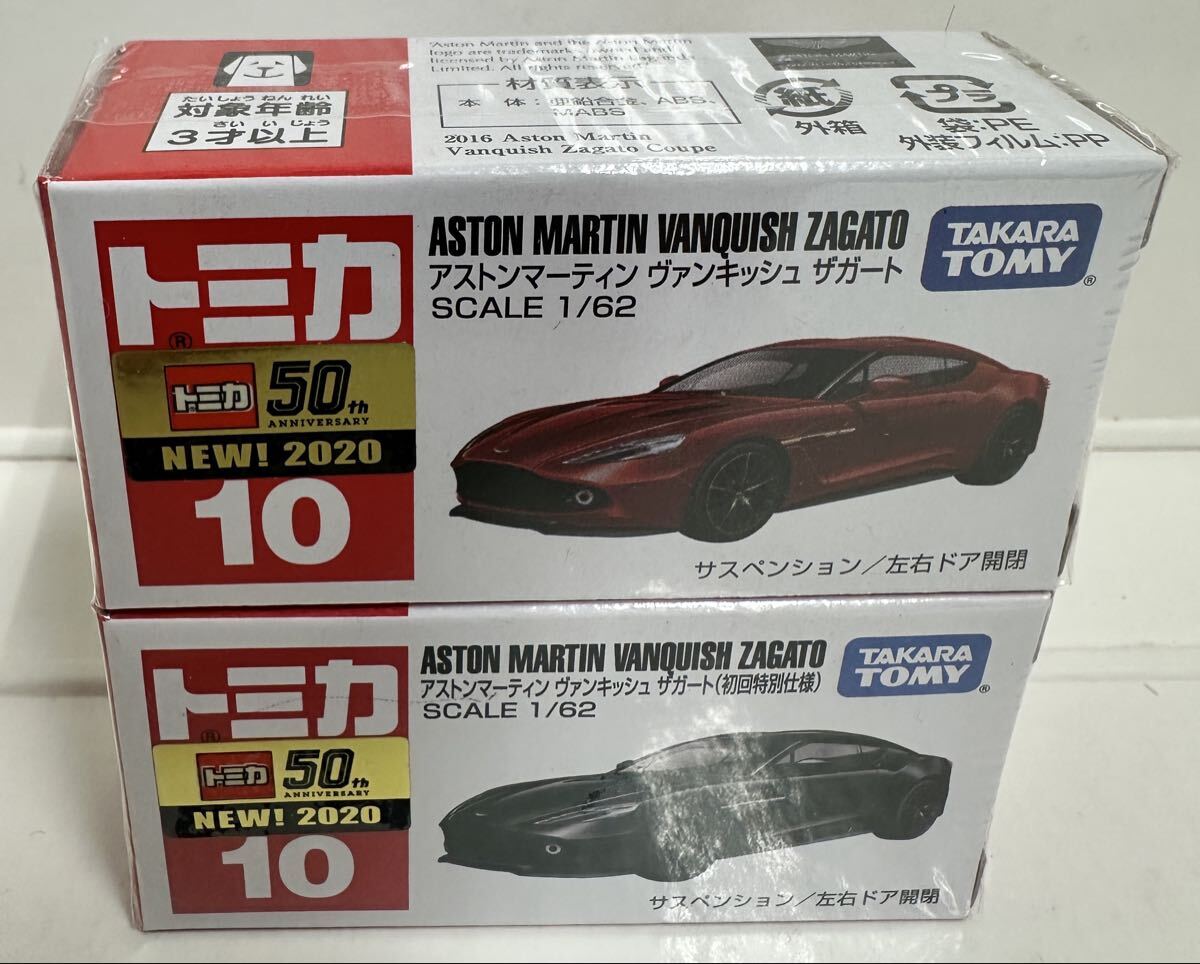 たいしょうねんれい
対象年齢
さいいじょう
3才以上
Aston Martin and the Aston Martin
logo are trademarks owned and
licensed by Aston Martin Lagonda
Limited. All rights reserved.
材質表示
本体:亜鉛合金、ABS、
MABS
2016 Aston Martin
Vanquish Zagato Coupe
ASTON MARTIN
紙
外箱
プラ
袋:PE
外装フィルム:PP
トミカ®
トミカ®
50th
ANNIVERSARY
NEW! 2020
10
ASTON MARTIN VANQUISH ZAGATO
アストンマーティン ヴァンキッシュ ザガート
SCALE 1/62
TAKARA
TOMY®
サスペンション/左右ドア開閉
トミカ®
トミカ®
50th
ANNIVERSARY
NEW! 2020
10
ASTON MARTIN VANQUISH ZAGATO
アストンマーティン ヴァンキッシュ ザガート(初回特別仕様)
SCALE 1/62
TAKARA
TOMY®
サスペンション/左右ドア開閉